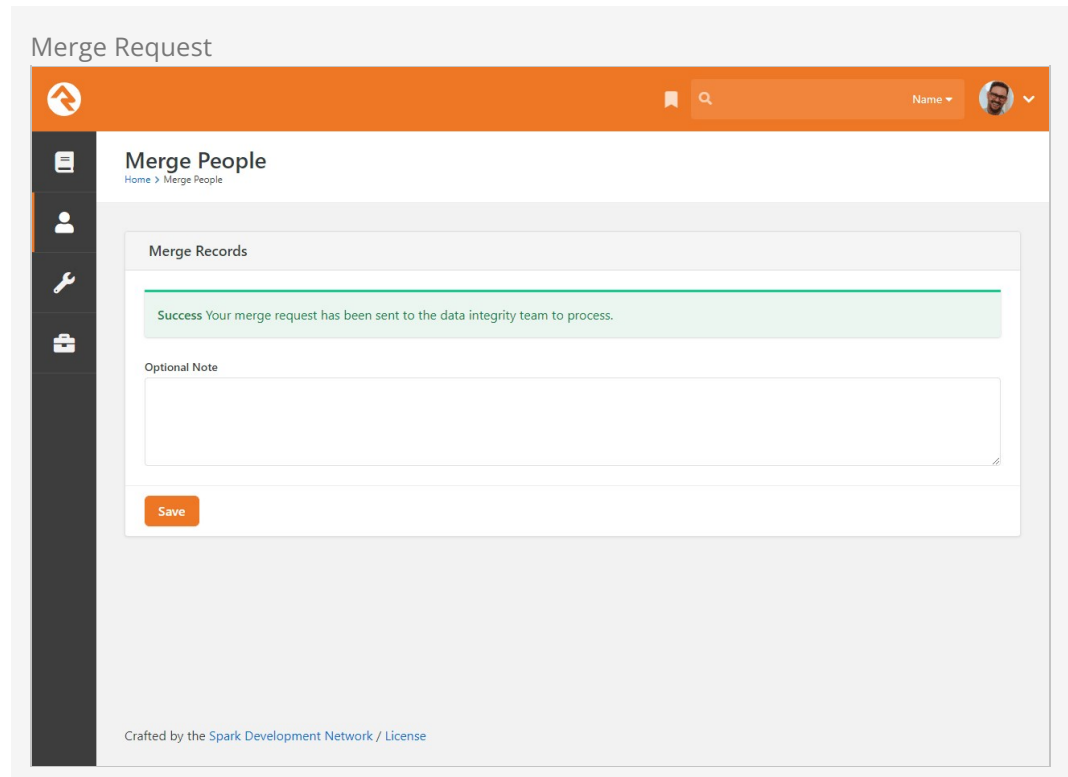 Merge Request
Name
Merge People
Home > Merge People
Merge Records
Success Your merge request has been sent to the data integrity team to process.
Optional Note
Save
Crafted by the Spark Development Network / License